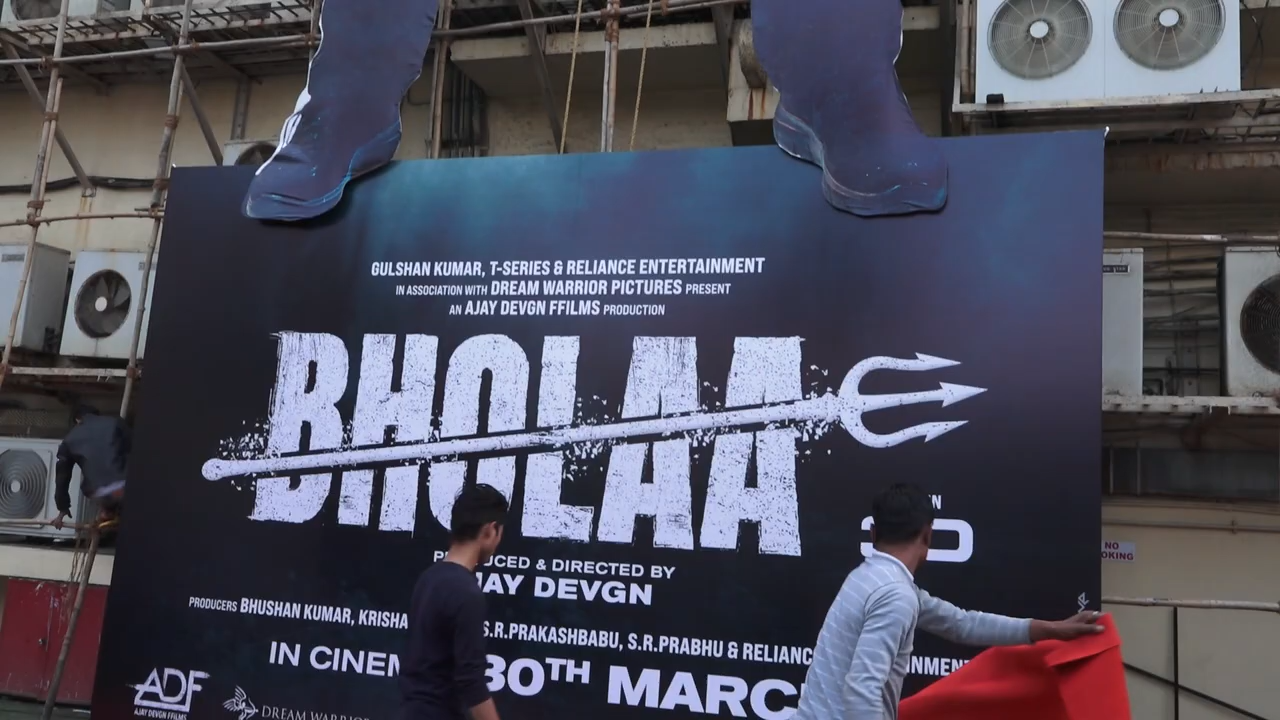 GULSHAN KUMAR, T-SERIES & RELIANCE ENTERTAINMENT
IN ASSOCIATION WITH DREAM WARRIOR PICTURES PRESENT
AN AJAY DEVGN FFILMS PRODUCTION
BHOLAA
PRODUCED & DIRECTED BY
AJAY DEVGN
PRODUCERS BHUSHAN KUMAR, KRISHA S.R.PRAKASHBABU, S.R.PRABHU & RELIANC
IN CINEM 30TH MARC
ADF
AJAY DEVGN FFILMS
DREAM WARRIO
NO